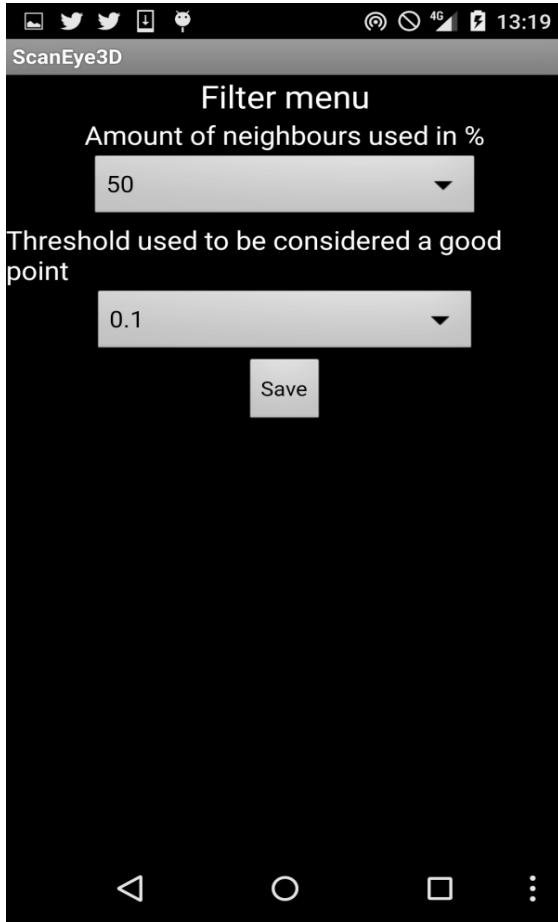 4G 13:19
ScanEye3D
Filter menu
Amount of neighbours used in %
50
Threshold used to be considered a good
point
0.1
Save